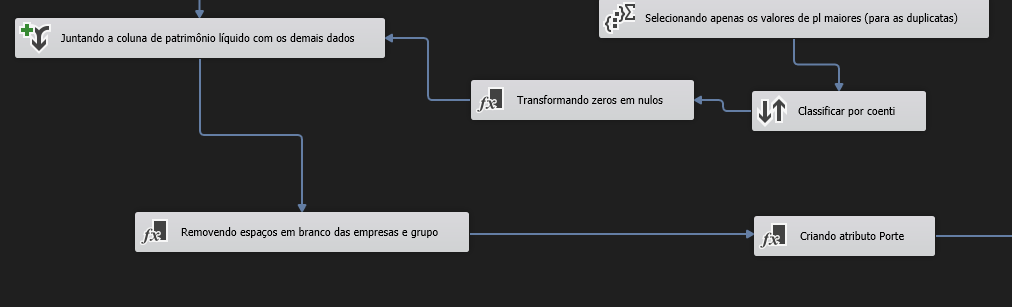 Selecionando apenas os valores de pl maiores (para as duplicatas)
Juntando a coluna de patrimônio líquido com os demais dados
Transformando zeros em nulos
Classificar por coenti
Removendo espaços em branco das empresas e grupo
Criando atributo Porte